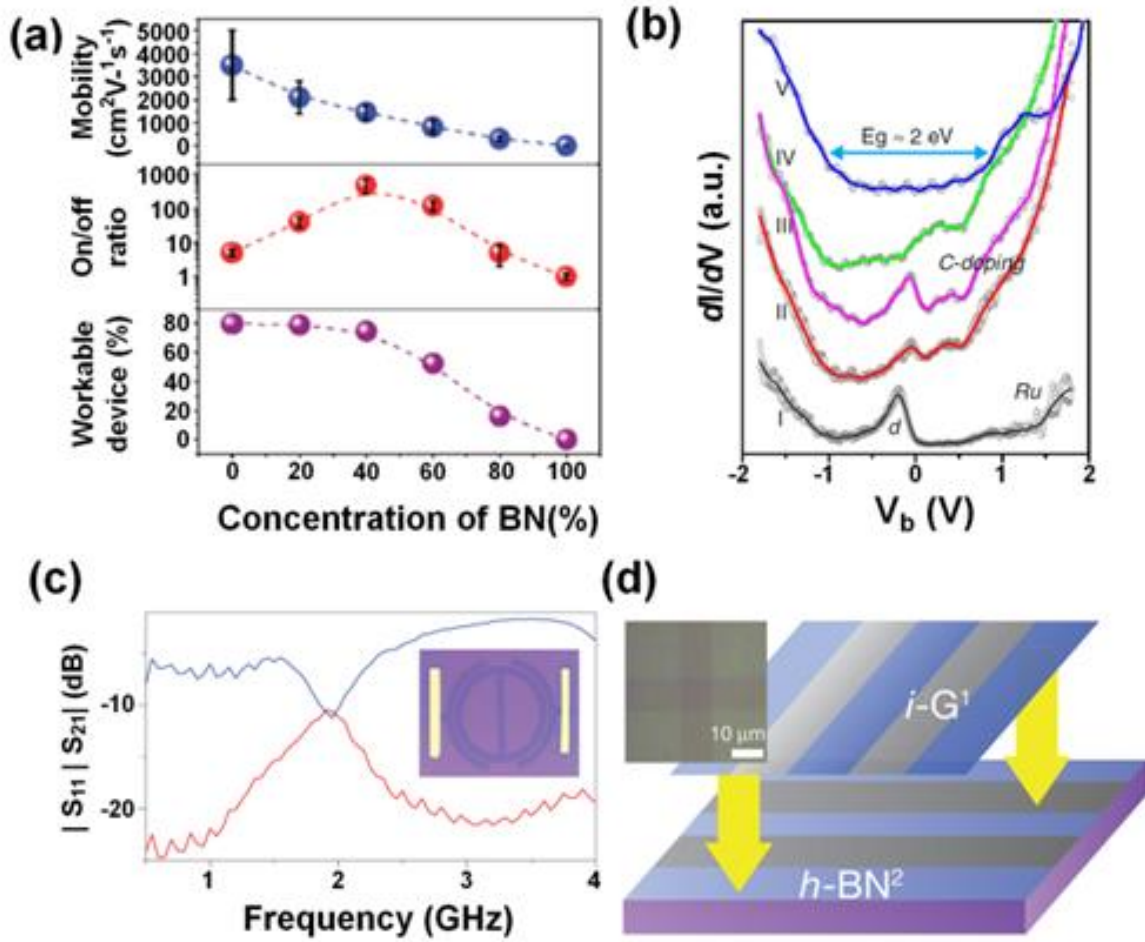 (a)
Mobility
(cm²V-¹s⁻¹)
5000
4000
3000
2000
1000
0
On/off
ratio
1000
100
10
1
Workable
device (%)
80
60
40
20
0
0 20 40 60 80 100
Concentration of BN(%)
(b)
dI/dV (a.u.)
V
Eg ≈ 2 eV
IV
III
C-doping
II
Ru
I
d
-2 -1 0 1 2
V_b (V)
(c)
| S₁₁ | S₂₁| (dB)
-10
-20
1 2 3 4
Frequency (GHz)
(d)
10 μm
i-G¹
h-BN²